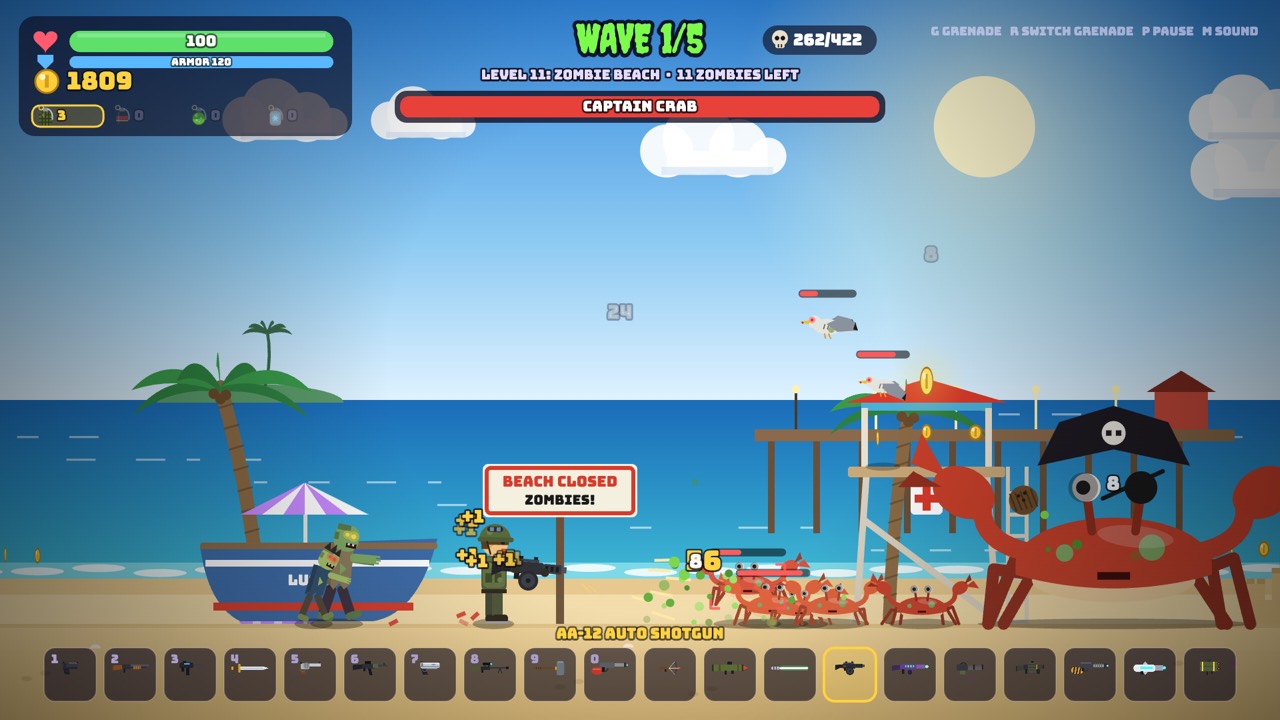 100
ARMOR 120
1809
3
0
0
0
WAVE 1/5
262/422
LEVEL 11: ZOMBIE BEACH • 11 ZOMBIES LEFT
CAPTAIN CRAB
G GRENADE R SWITCH GRENADE P PAUSE M SOUND
8
24
8
BEACH CLOSED
ZOMBIES!
+1
+1
+1
86
LU
AA-12 AUTO SHOTGUN
1 2 3 4 5 6 7 8 9 0